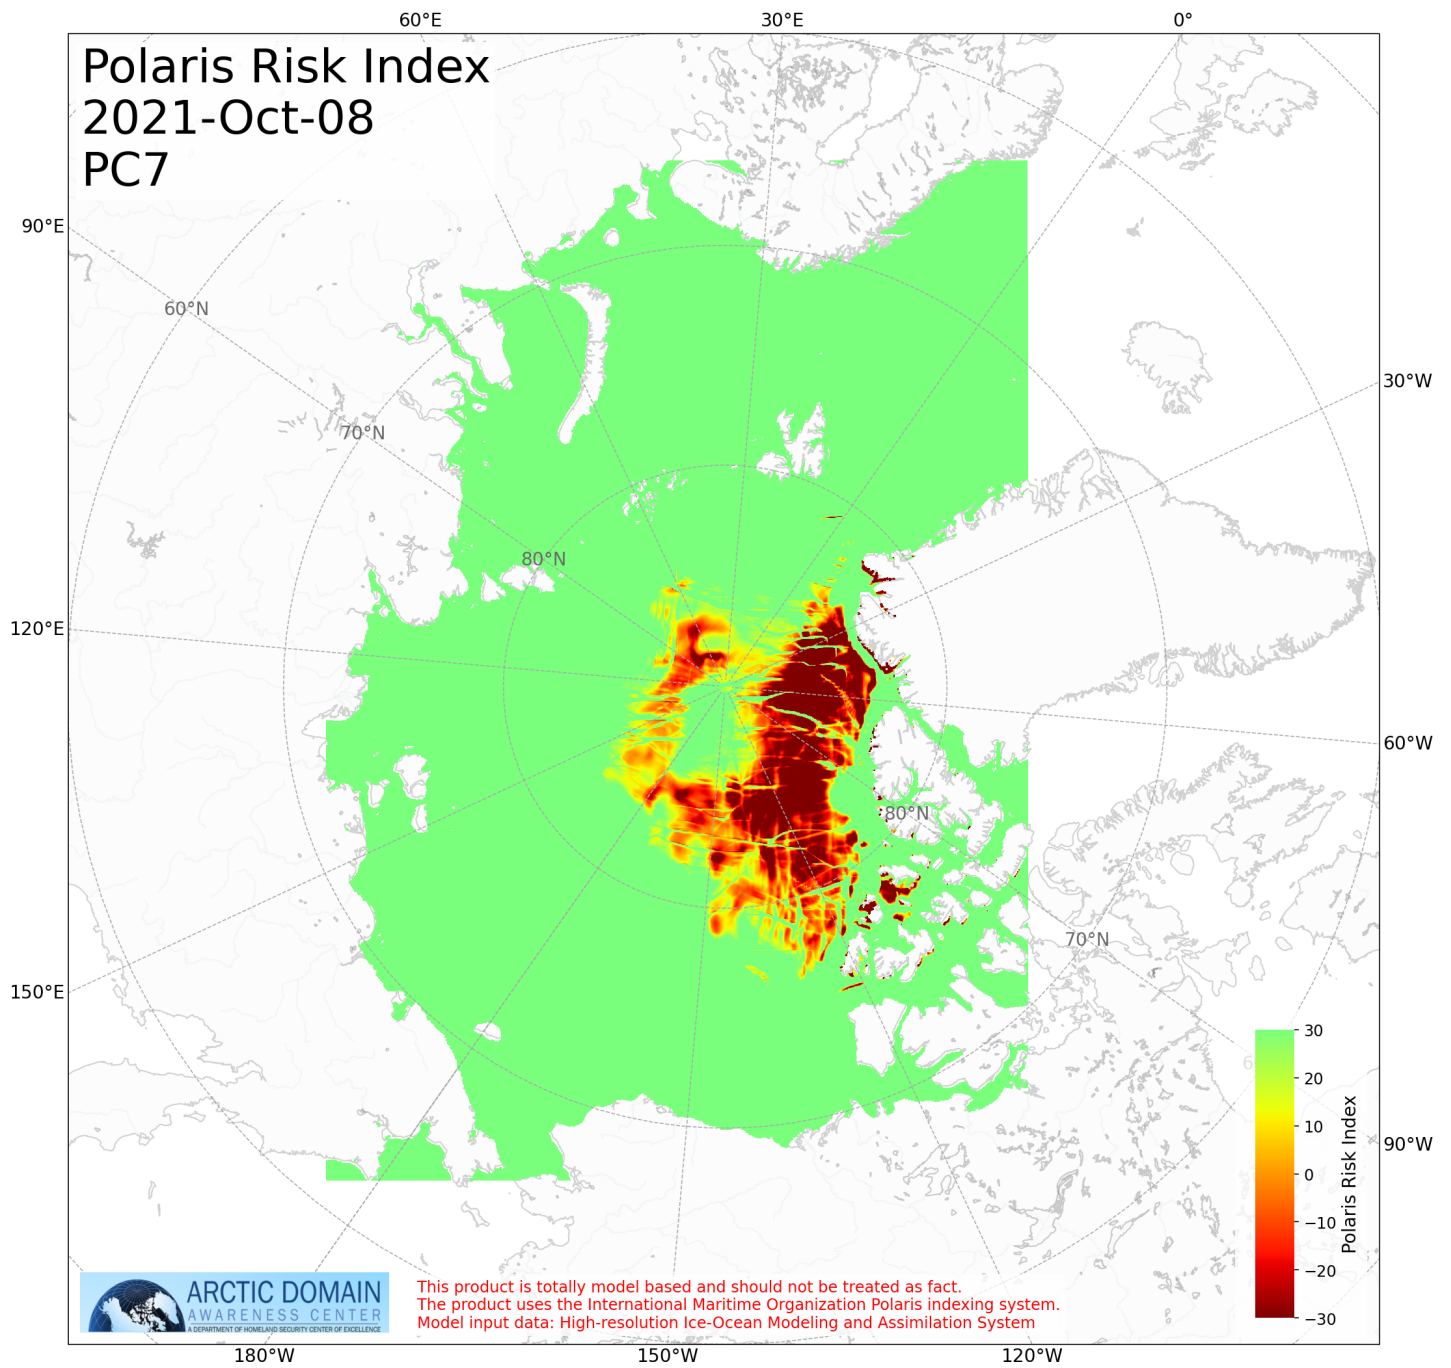 60°E 30°E 0°
Polaris Risk Index
2021-Oct-08
PC7
90°E
60°N
30°W
70°N
80°N
120°E
60°W
80°N
70°N
150°E
30
20
10
0
−10
−20
−30
Polaris Risk Index
90°W
ARCTIC DOMAIN
AWARENESS CENTER
A DEPARTMENT OF HOMELAND SECURITY CENTER OF EXCELLENCE
This product is totally model based and should not be treated as fact.
The product uses the International Maritime Organization Polaris indexing system.
Model input data: High-resolution Ice-Ocean Modeling and Assimilation System
180°W 150°W 120°W